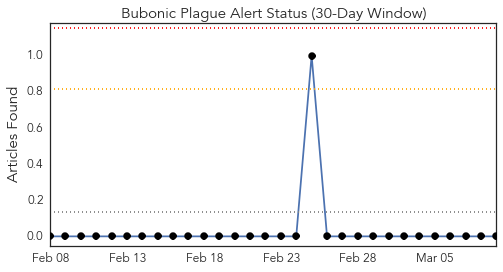 Bubonic Plague Alert Status (30-Day Window)
Articles Found
1.0
0.8
0.6
0.4
0.2
0.0
Feb 08 Feb 13 Feb 18 Feb 23 Feb 28 Mar 05